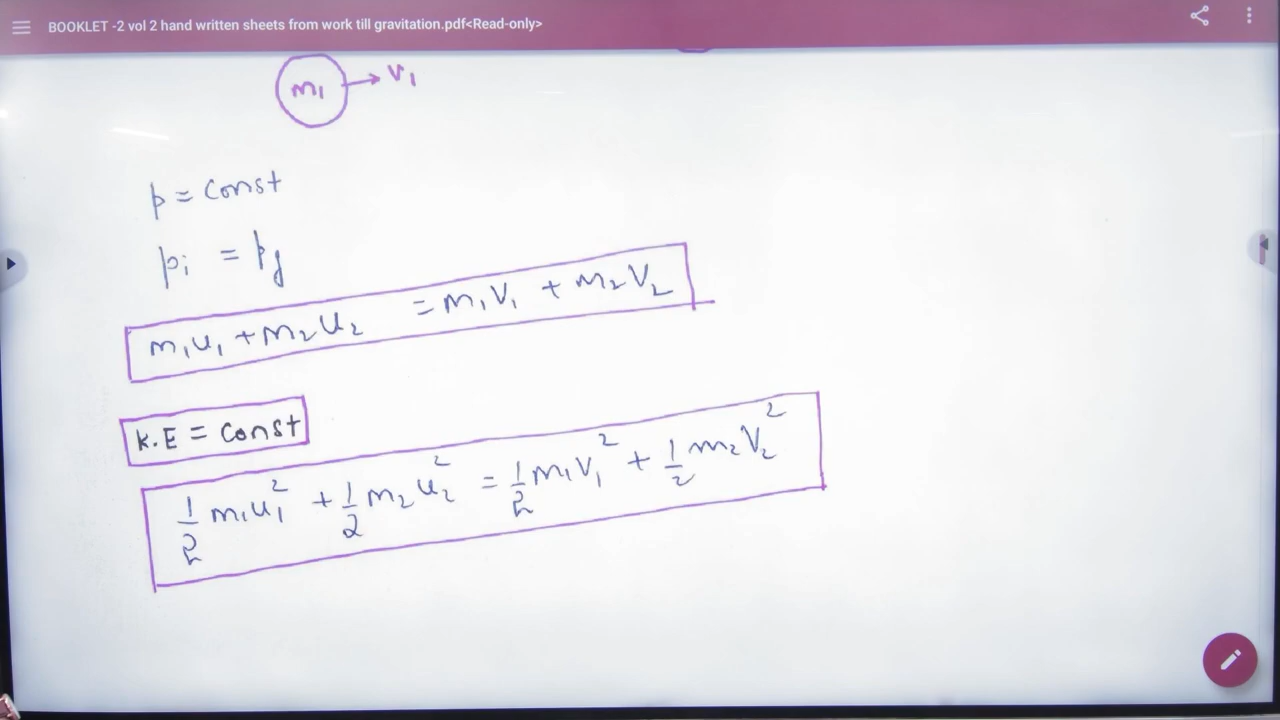 BOOKLET -2 vol 2 hand written sheets from work till gravitation.pdf<Read-only>
m₁ → v₁
p = const
pi = pf
m₁u₁ + m₂u₂ = m₁v₁ + m₂v₂
K.E = const
1/2 m₁u₁² + 1/2 m₂u₂² = 1/2 m₁v₁² + 1/2 m₂v₂²